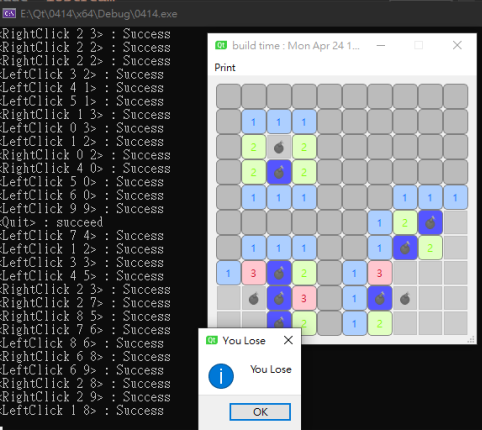 E:\Qt\0414\x64\Debug\0414.exe
<RightClick 2 3> : Success
<RightClick 2 2> : Success
<RightClick 2 2> : Success
<LeftClick 3 2> : Success
<LeftClick 4 1> : Success
<LeftClick 5 1> : Success
<RightClick 1 3> : Success
<LeftClick 0 3> : Success
<LeftClick 1 2> : Success
<RightClick 0 2> : Success
<RightClick 4 0> : Success
<LeftClick 5 0> : Success
<LeftClick 6 0> : Success
<LeftClick 9 9> : Success
<Quit> : succeed
<LeftClick 7 4> : Success
<LeftClick 1 2> : Success
<LeftClick 3 3> : Success
<LeftClick 4 5> : Success
<RightClick 2 3> : Success
<RightClick 2 7> : Success
<RightClick 8 5> : Success
<RightClick 7 6> : Success
<LeftClick 8 6> : Success
<RightClick 6 8> : Success
<LeftClick 6 9> : Success
<RightClick 2 8> : Success
<RightClick 2 9> : Success
<LeftClick 1 8> : Success
Qt build time : Mon Apr 24 1...
Print
1 1 1
2 2
2 2
1 1 1 1 1 1
1 2
1 1 1 1 2
1 3 2 1 3
3 1
2 1 2
Qt You Lose
You Lose
OK